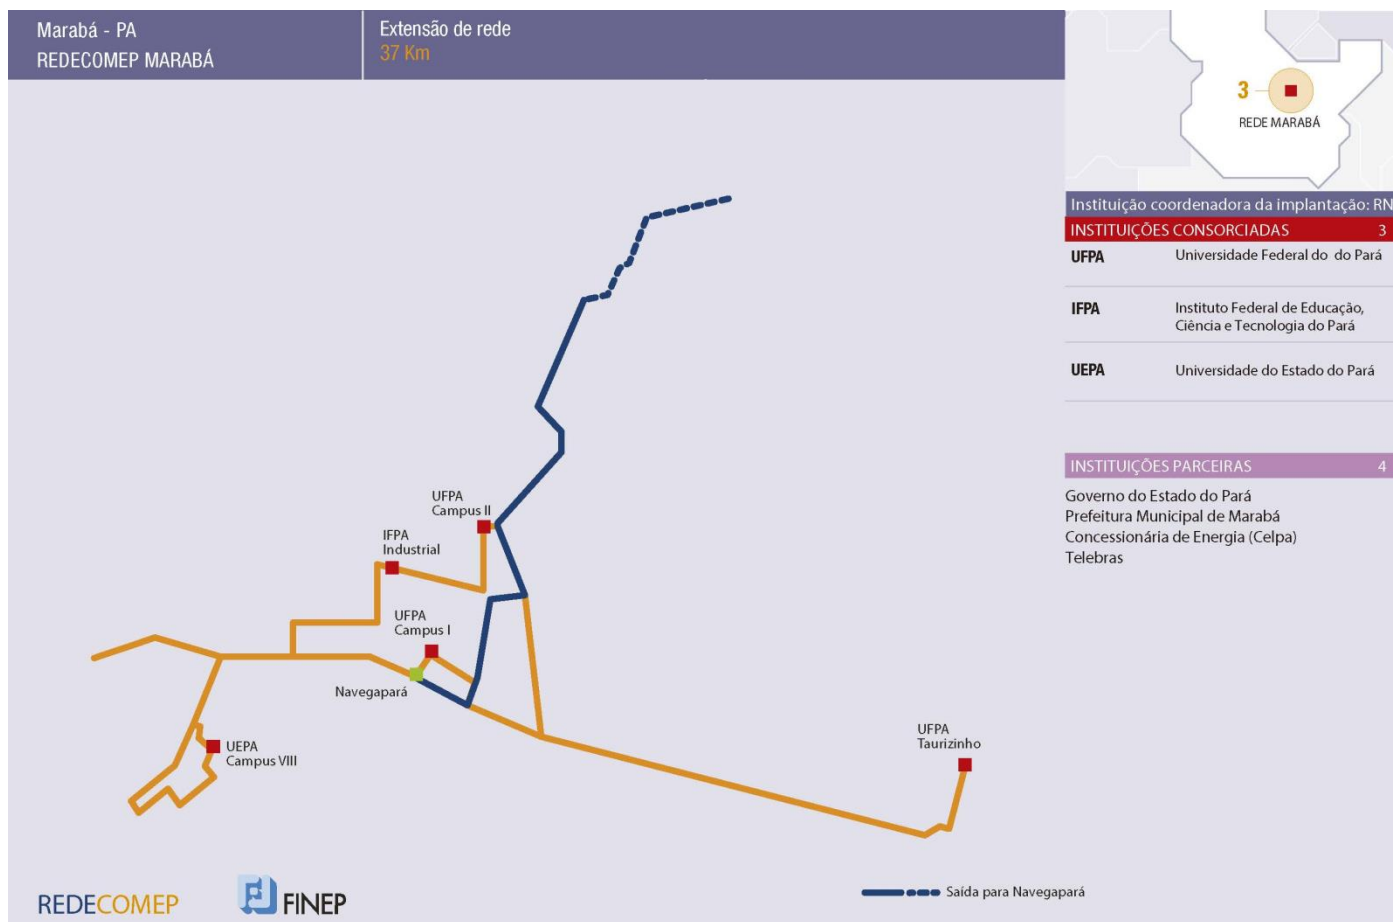 Marabá - PA
REDECOMEP MARABÁ
Extensão de rede
37 Km
3
REDE MARABÁ
Instituição coordenadora da implantação: RN
INSTITUIÇÕES CONSORCIADAS 3
UFPA Universidade Federal do do Pará
IFPA Instituto Federal de Educação,
Ciência e Tecnologia do Pará
UEPA Universidade do Estado do Pará
INSTITUIÇÕES PARCEIRAS 4
Governo do Estado do Pará
Prefeitura Municipal de Marabá
Concessionária de Energia (Celpa)
Telebras
UFPA
Campus II
IFPA
Industrial
UFPA
Campus I
Navegapará
UEPA
Campus VIII
UFPA
Taurizinho
Saída para Navegapará
REDECOMEP
FINEP